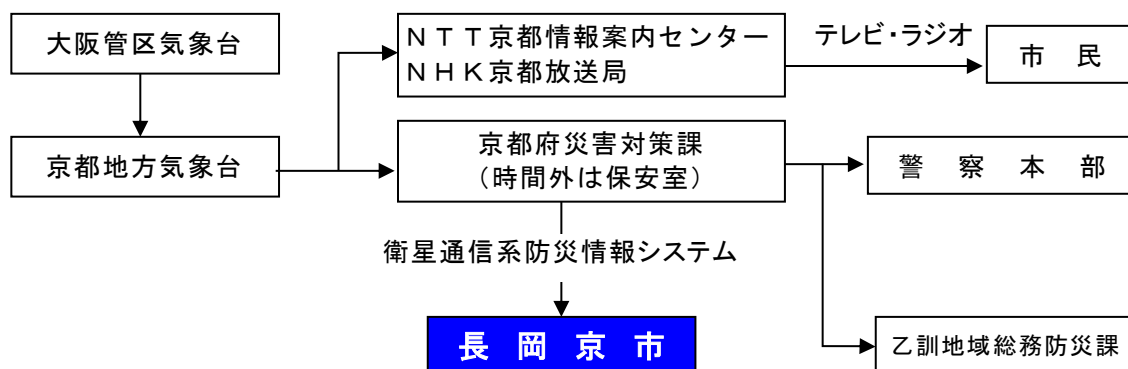 大阪管区気象台
ＮＴＴ京都情報案内センター
ＮＨＫ京都放送局
テレビ・ラジオ
市　民
京都地方気象台
京都府災害対策課
（時間外は保安室）
警　察　本　部
衛星通信系防災情報システム
長　岡　京　市
乙訓地域総務防災課